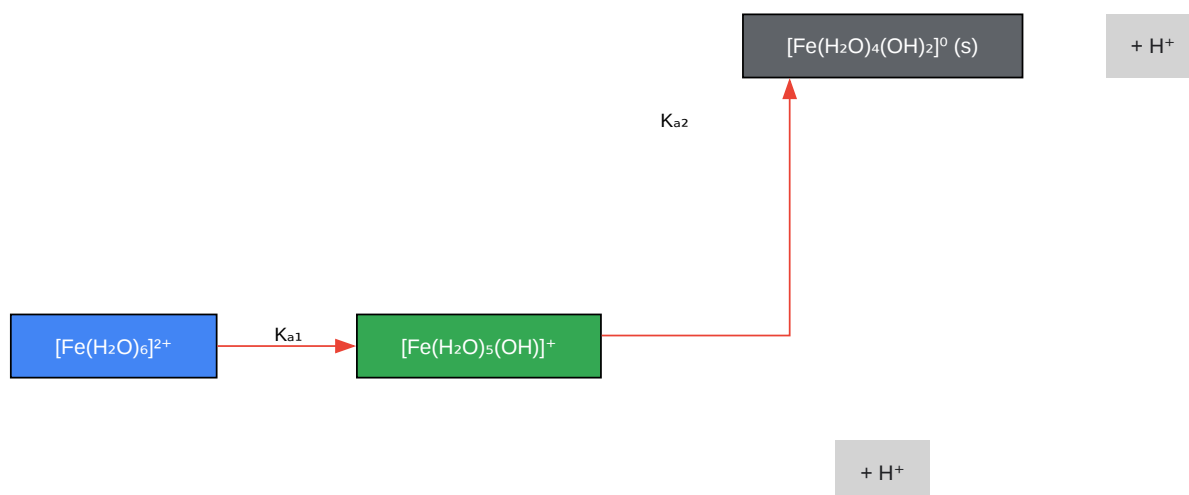 [Fe(H₂O)₄(OH)₂]⁰ (s)
+ H⁺
Kₐ₂
Kₐ₁
[Fe(H₂O)₆]²⁺
[Fe(H₂O)₅(OH)]⁺
+ H⁺